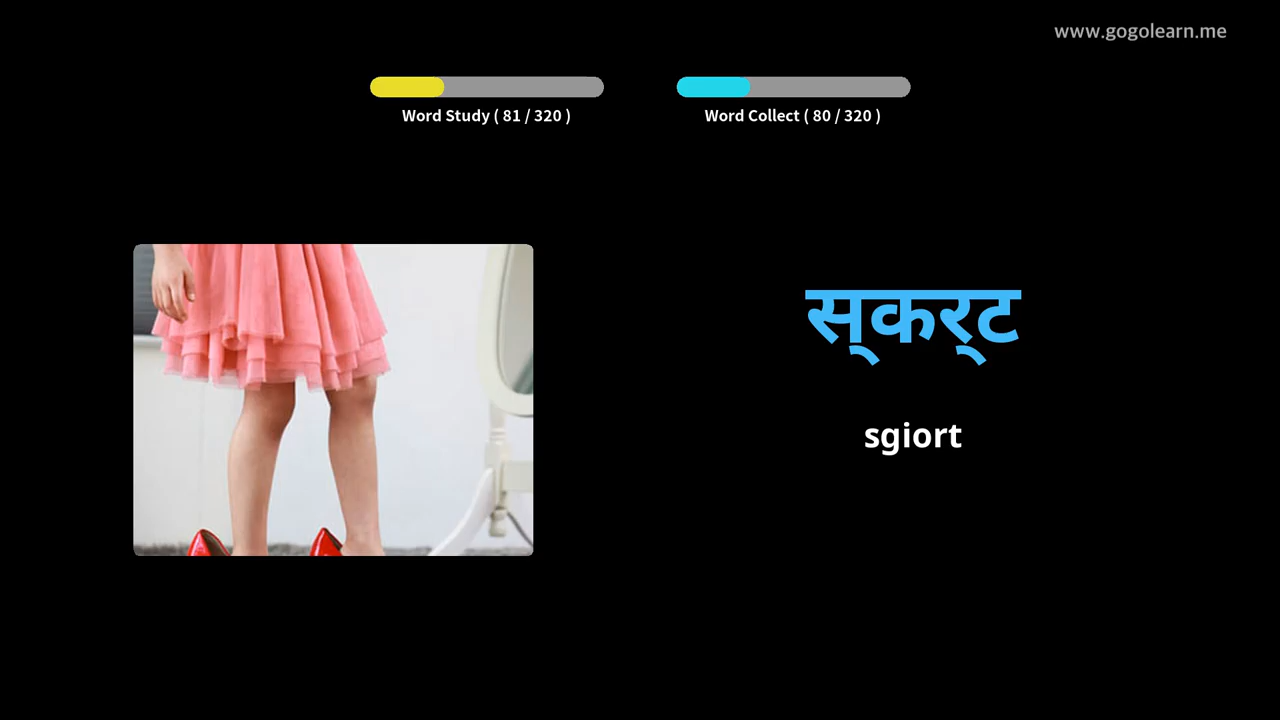 www.gogolearn.me
Word Study ( 81 / 320 )
Word Collect ( 80 / 320 )
स्‌कर्‌ट
sgiort